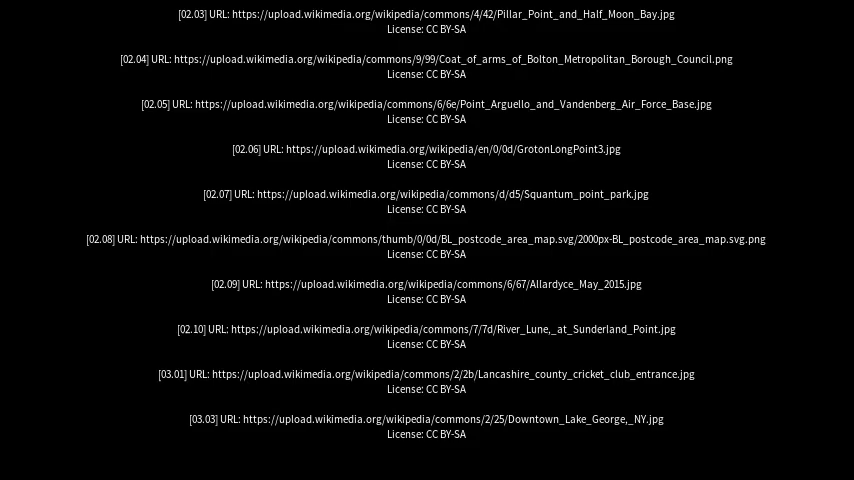 [02.03] URL: https://upload.wikimedia.org/wikipedia/commons/4/42/Pillar_Point_and_Half_Moon_Bay.jpg
License: CC BY-SA
[02.04] URL: https://upload.wikimedia.org/wikipedia/commons/9/99/Coat_of_arms_of_Bolton_Metropolitan_Borough_Council.png
License: CC BY-SA
[02.05] URL: https://upload.wikimedia.org/wikipedia/commons/6/6e/Point_Arguello_and_Vandenberg_Air_Force_Base.jpg
License: CC BY-SA
[02.06] URL: https://upload.wikimedia.org/wikipedia/en/0/0d/GrotonLongPoint3.jpg
License: CC BY-SA
[02.07] URL: https://upload.wikimedia.org/wikipedia/commons/d/d5/Squantum_point_park.jpg
License: CC BY-SA
[02.08] URL: https://upload.wikimedia.org/wikipedia/commons/thumb/0/0d/BL_postcode_area_map.svg/2000px-BL_postcode_area_map.svg.png
License: CC BY-SA
[02.09] URL: https://upload.wikimedia.org/wikipedia/commons/6/67/Allardyce_May_2015.jpg
License: CC BY-SA
[02.10] URL: https://upload.wikimedia.org/wikipedia/commons/7/7d/River_Lune,_at_Sunderland_Point.jpg
License: CC BY-SA
[03.01] URL: https://upload.wikimedia.org/wikipedia/commons/2/2b/Lancashire_county_cricket_club_entrance.jpg
License: CC BY-SA
[03.03] URL: https://upload.wikimedia.org/wikipedia/commons/2/25/Downtown_Lake_George,_NY.jpg
License: CC BY-SA